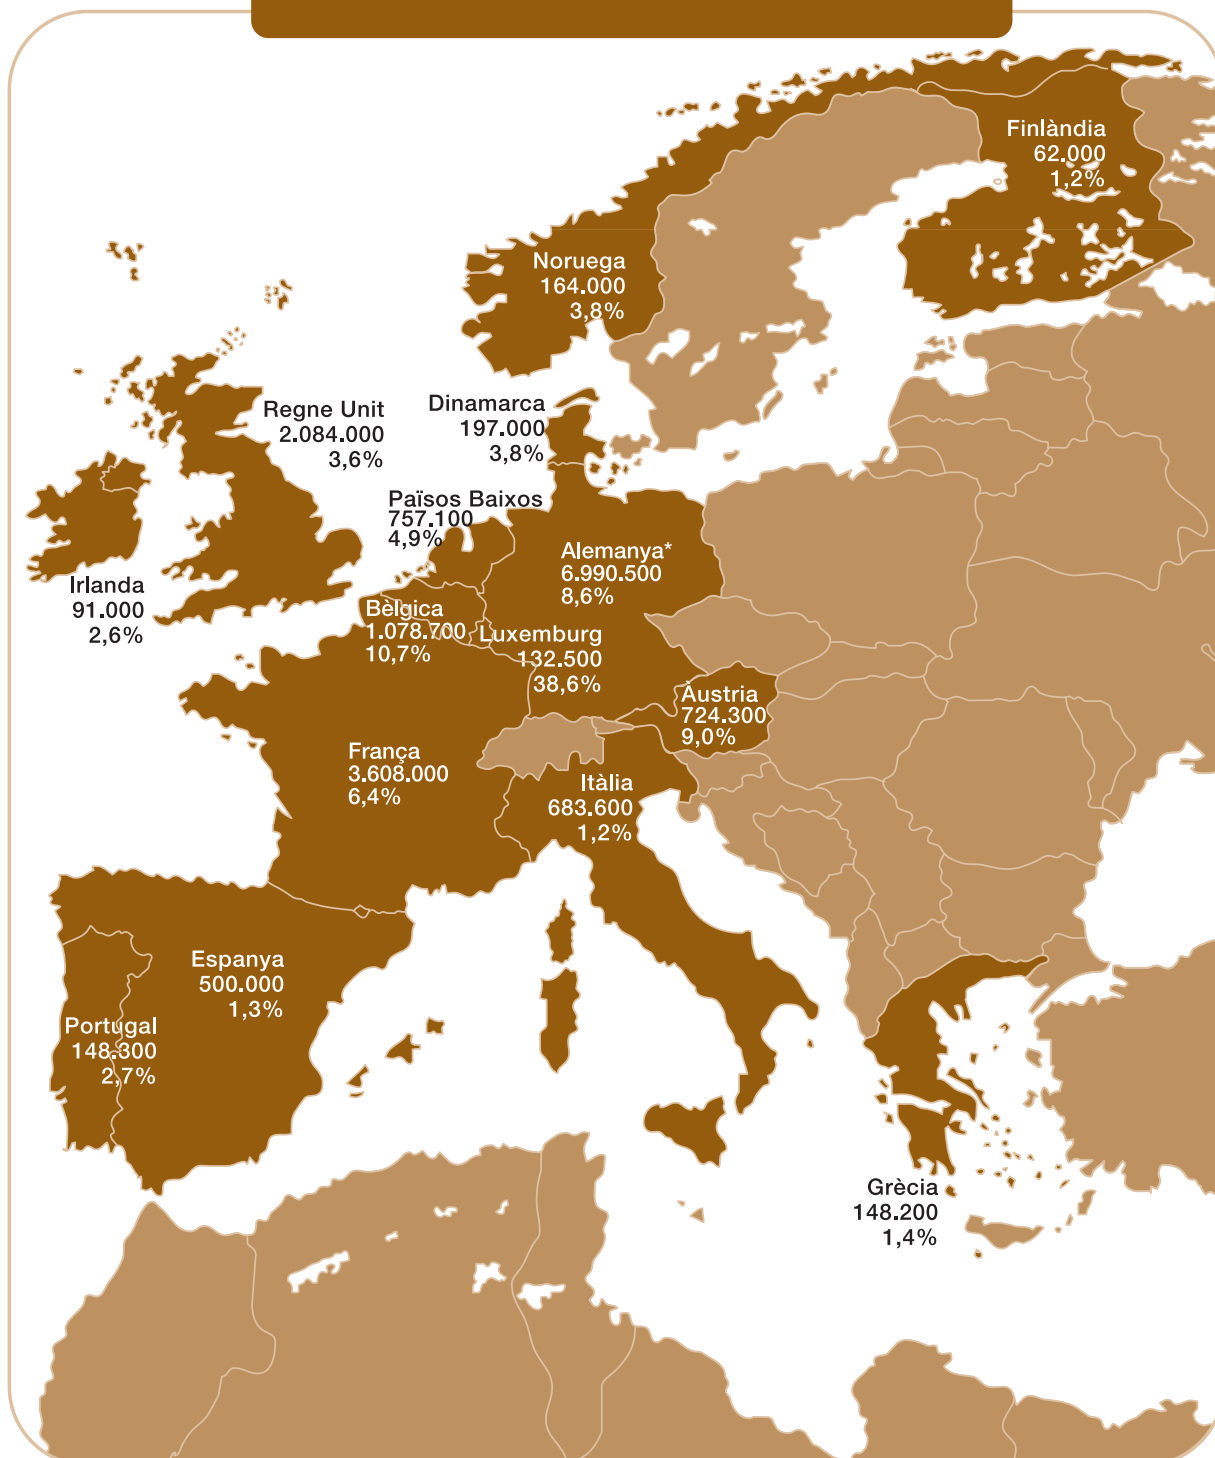 Finlàndia
62.000
1,2%
Noruega
164.000
3,8%
Regne Unit
2.084.000
3,6%
Dinamarca
197.000
3,8%
Països Baixos
757.100
4,9%
Alemanya*
6.990.500
8,6%
Irlanda
91.000
2,6%
Bèlgica
1.078.700
10,7%
Luxemburg
132.500
38,6%
Àustria
724.300
9,0%
França
3.608.000
6,4%
Itàlia
683.600
1,2%
Espanya
500.000
1,3%
Portugal
148.300
2,7%
Grècia
148.200
1,4%